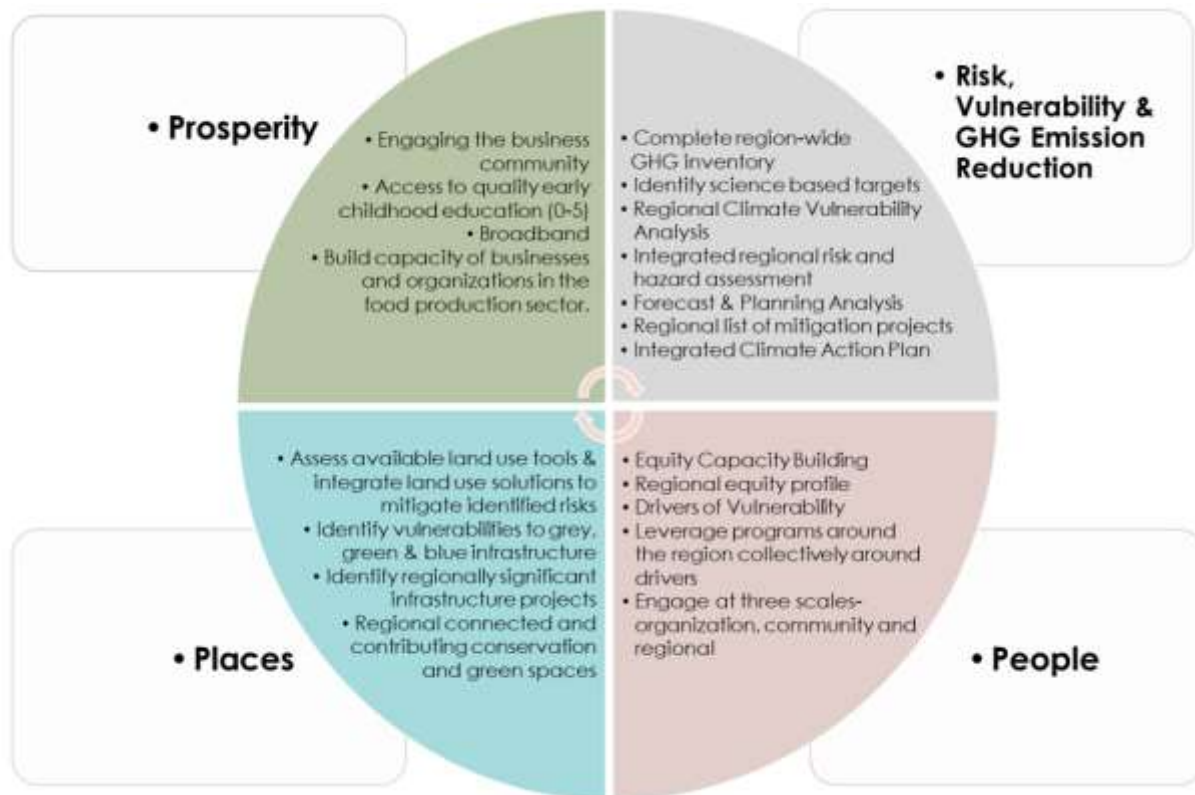 • Prosperity
• Engaging the business
community
• Access to quality early
childhood education (0-5)
• Broadband
• Build capacity of businesses
and organizations in the
food production sector.
• Risk,
Vulnerability &
GHG Emission
Reduction
• Complete region-wide
GHG inventory
• Identify science based targets
• Regional Climate Vulnerability
Analysis
• Integrated regional risk and
hazard assessment
• Forecast & Planning Analysis
• Regional list of mitigation projects
• Integrated Climate Action Plan
• Assess available land use tools &
integrate land use solutions to
mitigate identified risks
• Identify vulnerabilities to grey,
green & blue infrastructure
• Identify regionally significant
infrastructure projects
• Regional connected and
contributing conservation
and green spaces
• Places
• Equity Capacity Building
• Regional equity profile
• Drivers of Vulnerability
• Leverage programs around
the region collectively around
drivers
• Engage at three scales-
organization, community and
regional
• People